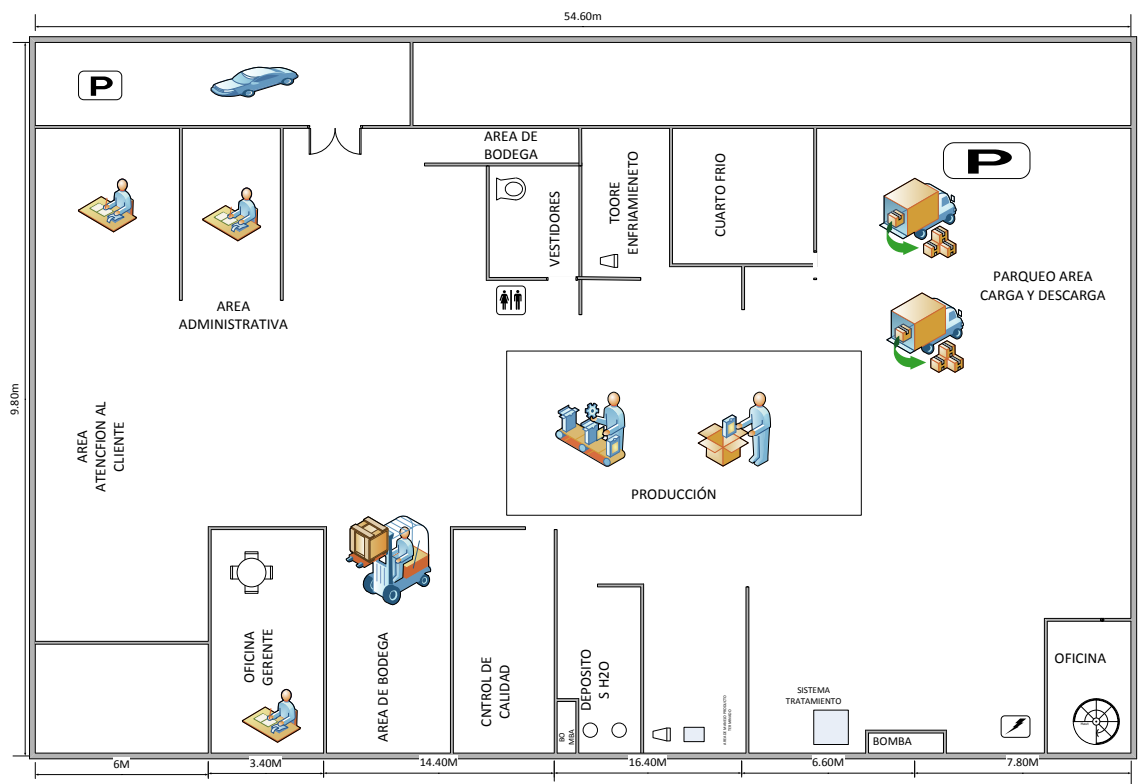 54.60m
P
AREA DE
BODEGA
VESTIDORES
TOORE
ENFRIAMIENETO
CUARTO FRIO
P
PARQUEO AREA
CARGA Y DESCARGA
AREA
ADMINISTRATIVA
9.80m
AREA
ATENCFION AL
CLIENTE
PRODUCCIÓN
OFICINA
GERENTE
AREA DE BODEGA
CNTROL DE
CALIDAD
DEPOSITO
S H2O
BO
MBA
SISTEMA
TRATAMIENTO
BOMBA
OFICINA
6M
3.40M
14.40M
16.40M
6.60M
7.80M